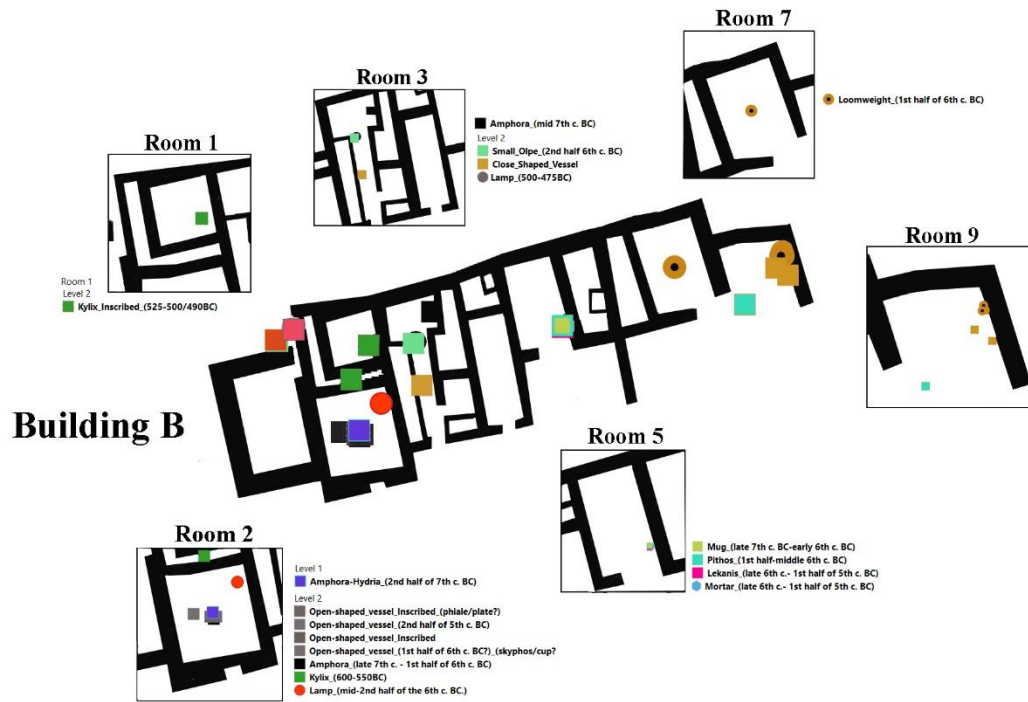 Room 7
Loomweight_(1st half of 6th c. BC)
Room 3
Amphora_(mid 7th c. BC)
Level 2
Small_Olpe_(2nd half 6th c. BC)
Close_Shaped_Vessel
Lamp_(500-475BC)
Room 1
Room 1
Level 2
Kylix_Inscribed_(525-500/490BC)
Room 9
Building B
Room 5
Mug_(late 7th c. BC-early 6th c. BC)
Pithos_(1st half-middle 6th c. BC)
Lekanis_(late 6th c.- 1st half of 5th c. BC)
Mortar_(late 6th c.- 1st half of 5th c. BC)
Room 2
Level 1
Amphora-Hydria_(2nd half of 7th c. BC)
Level 2
Open-shaped_vessel_Inscribed_(phiale/plate?)
Open-shaped_vessel_(2nd half of 5th c. BC)
Open-shaped_vessel_Inscribed
Open-shaped_vessel_(1st half of 6th c. BC?)_(skyphos/cup?
Amphora_(late 7th c. - 1st half of 6th c. BC)
Kylix_(600-550BC)
Lamp_(mid-2nd half of the 6th c. BC.)